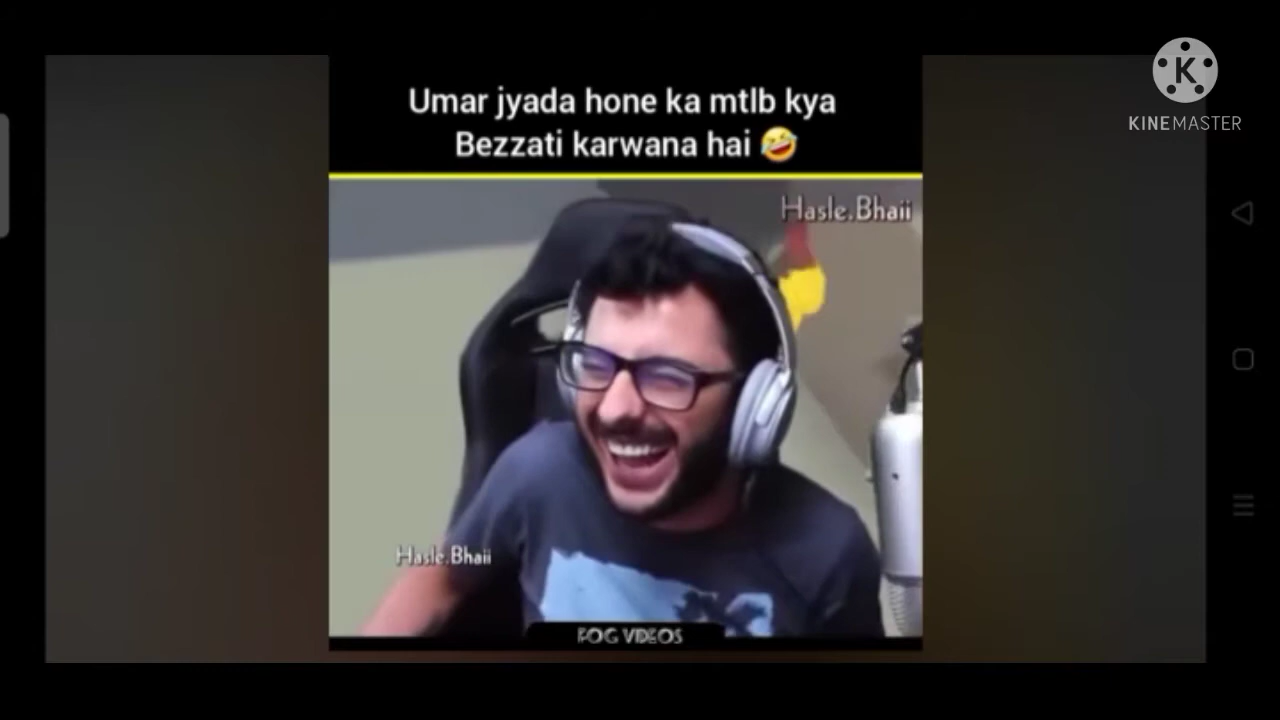 Umar jyada hone ka mtlb kya
Bezzati karwana hai 🤣
K
KINEMASTER
Hasle.Bhaii
Hasle.Bhaii
FOG VIDEOS